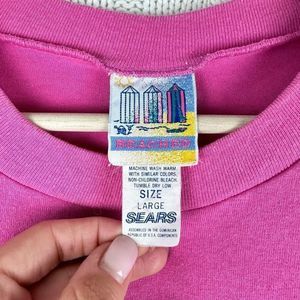 MACHINE WASH WARM
WITH SIMILAR COLORS.
NON-CHLORINE BLEACH.
TUMBLE DRY LOW
SIZE
LARGE
SEARS
ASSEMBLED IN THE DOMINICAN
REPUBLIC OF U.S.A. COMPONENTS